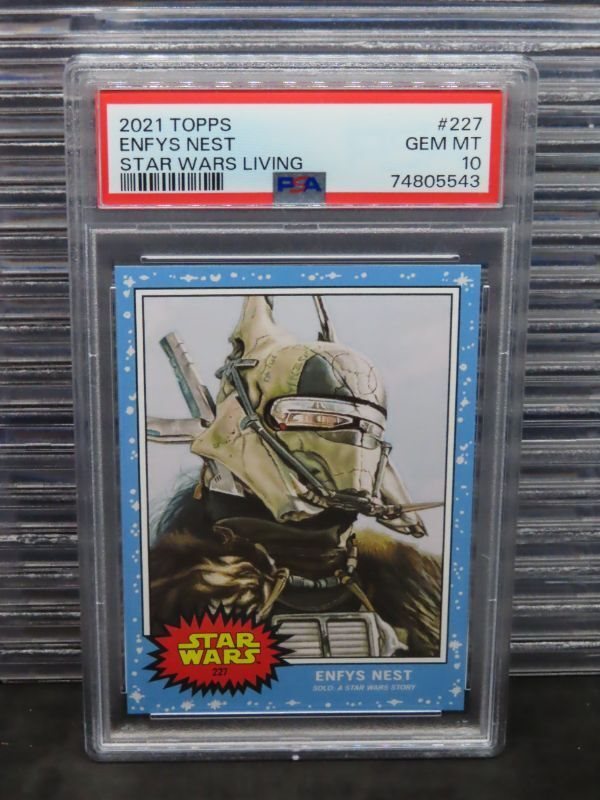 2021 TOPPS #227
ENFYS NEST GEM MT
STAR WARS LIVING 10
PSA 74805543
STAR
WARS
227
ENFYS NEST
SOLO: A STAR WARS STORY